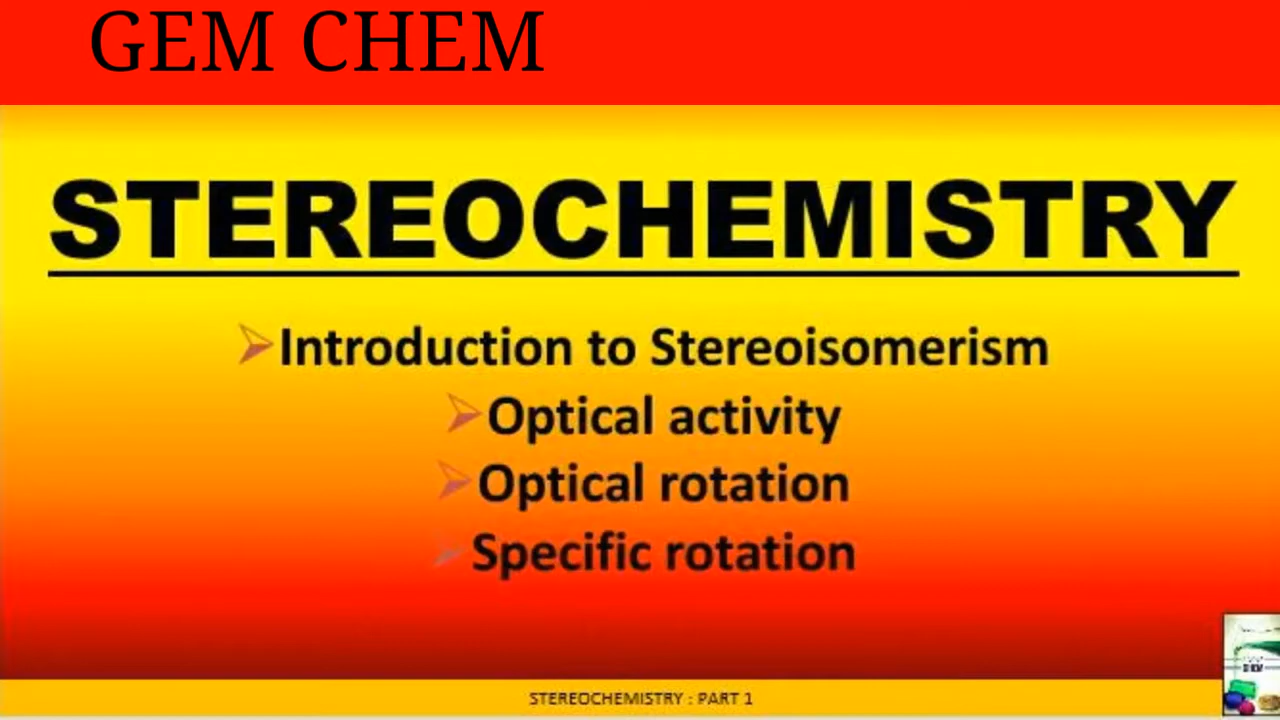 GEM CHEM
STEREOCHEMISTRY
Introduction to Stereoisomerism
Optical activity
Optical rotation
Specific rotation
STEREOCHEMISTRY : PART 1